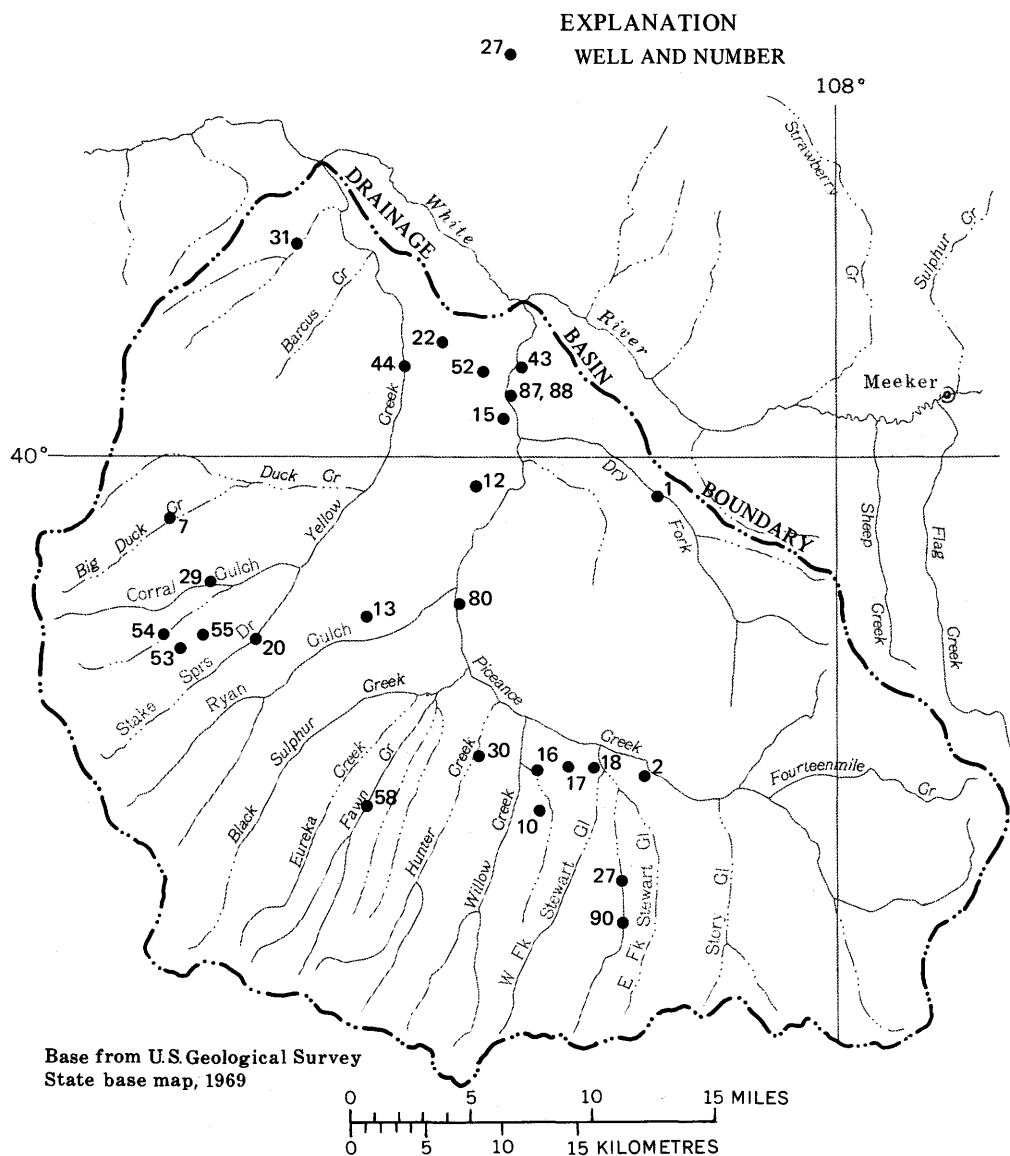 EXPLANATION
27
WELL AND NUMBER
108°
Strawberry
Cr
DRAINAGE
White
River
Sulphur Cr
31
Barcus Cr
22
BASIN
44
52
43
87, 88
15
Meeker
Creek
40°
Duck Cr
12
Dry
Fork
1
BOUNDARY
Big Duck Cr
7
Yellow
Sheep
Creek
Flag
Creek
29
Corral Gulch
13
80
54
55
53
20
Stake Sprs Dr
Ryan Gulch
Piceance
Creek
Black Sulphur Creek
30
16
17
18
2
Fourteenmile Cr
Eureka Creek
Fawn Cr
58
Hunter Creek
Willow Creek
10
W Fk Stewart Gl
27
90
E Fk Stewart Gl
Story Gl
Base from U.S. Geological Survey
State base map, 1969
0 5 10 15 MILES
0 5 10 15 KILOMETRES